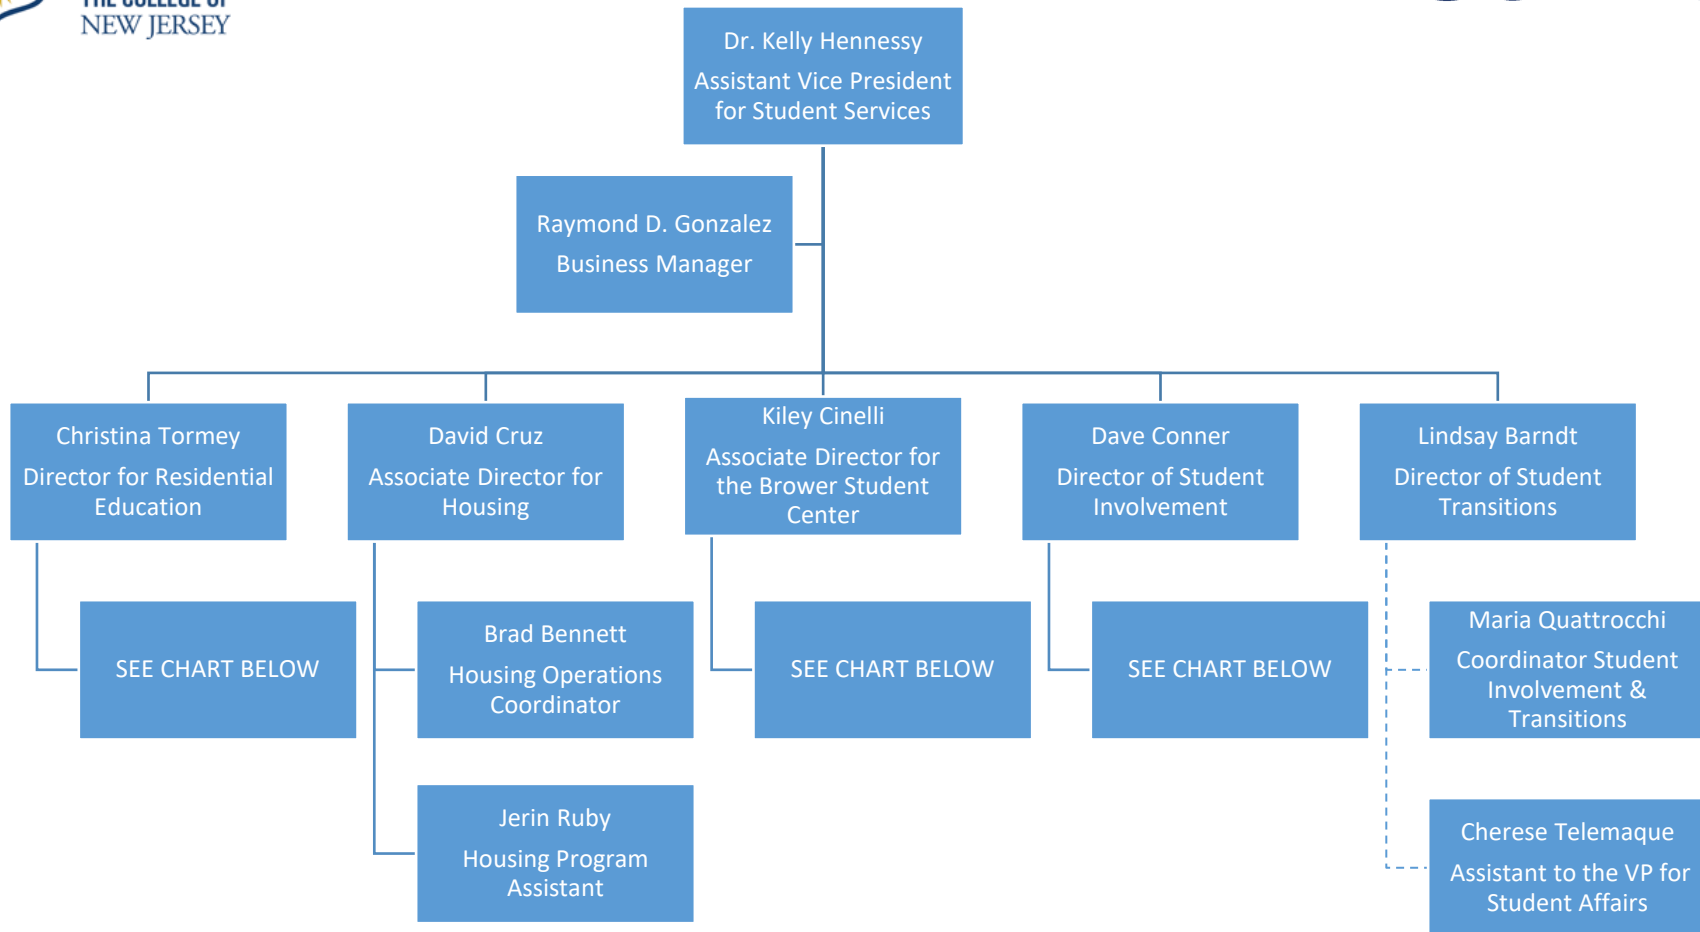 THE COLLEGE OF
NEW JERSEY
Dr. Kelly Hennessy
Assistant Vice President
for Student Services
Raymond D. Gonzalez
Business Manager
Christina Tormey
Director for Residential
Education
David Cruz
Associate Director for
Housing
Kiley Cinelli
Associate Director for
the Brower Student
Center
Dave Conner
Director of Student
Involvement
Lindsay Barndt
Director of Student
Transitions
SEE CHART BELOW
Brad Bennett
Housing Operations
Coordinator
SEE CHART BELOW
SEE CHART BELOW
Maria Quattrocchi
Coordinator Student
Involvement &
Transitions
Jerin Ruby
Housing Program
Assistant
Cherese Telemaque
Assistant to the VP for
Student Affairs